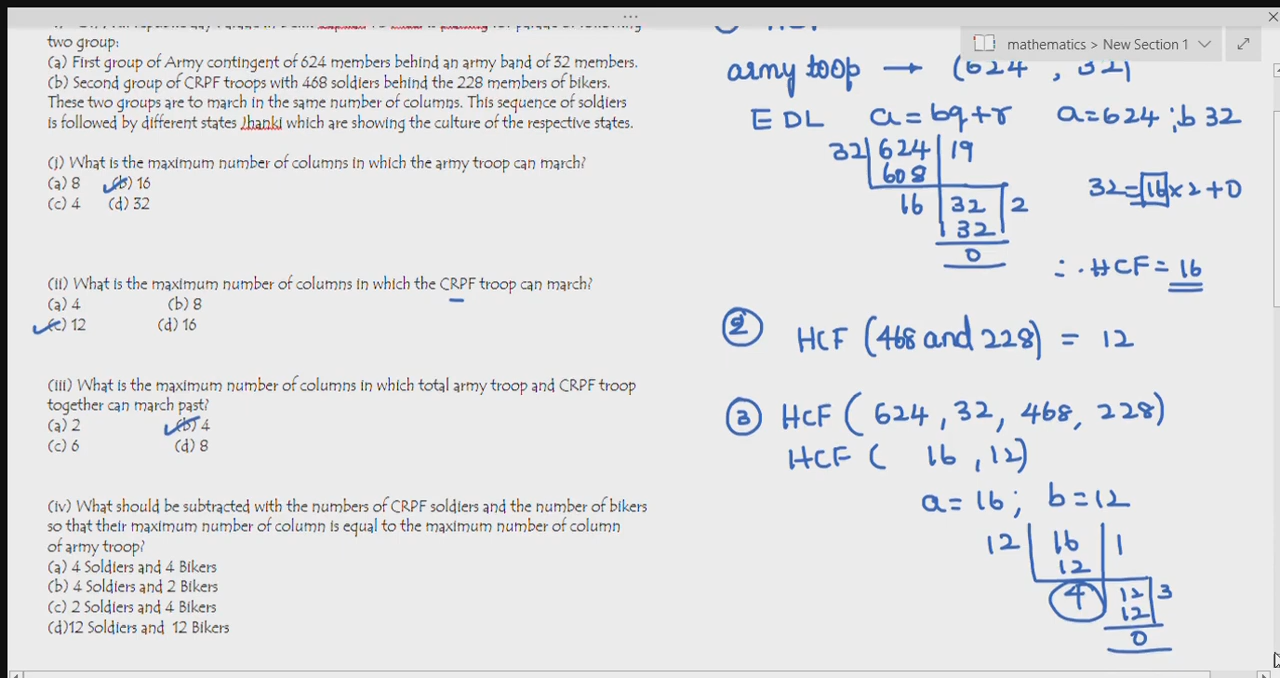 two group:
(a) First group of Army contingent of 624 members behind an army band of 32 members.
(b) Second group of CRPF troops with 468 soldiers behind the 228 members of bikers.
These two groups are to march in the same number of columns. This sequence of soldiers
is followed by different states Jhanki which are showing the culture of the respective states.
(i) What is the maximum number of columns in which the army troop can march?
(a) 8 (b) 16
(c) 4 (d) 32
(ii) What is the maximum number of columns in which the CRPF troop can march?
(a) 4 (b) 8
(c) 12 (d) 16
(iii) What is the maximum number of columns in which total army troop and CRPF troop
together can march past?
(a) 2 (b) 4
(c) 6 (d) 8
(iv) What should be subtracted with the numbers of CRPF soldiers and the number of bikers
so that their maximum number of column is equal to the maximum number of column
of army troop?
(a) 4 Soldiers and 4 Bikers
(b) 4 Soldiers and 2 Bikers
(c) 2 Soldiers and 4 Bikers
(d)12 Soldiers and 12 Bikers
mathematics > New Section 1
army troop → (624 , 32)
EDL a = bq+r a=624 ; b 32
32 624 19
608
16 32 2
32
0
32 = 16 x 2 + 0
∴ HCF = 16
② HCF (468 and 228) = 12
③ HCF ( 624 , 32, 468, 228)
HCF ( 16 , 12)
a= 16; b=12
12 16 1
12
4 12 3
12
0